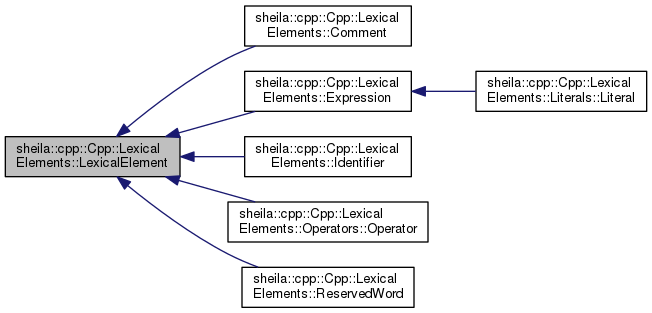 sheila::cpp::Cpp::Lexical
Elements::Comment
sheila::cpp::Cpp::Lexical
Elements::Expression
sheila::cpp::Cpp::Lexical
Elements::Literals::Literal
sheila::cpp::Cpp::Lexical
Elements::LexicalElement
sheila::cpp::Cpp::Lexical
Elements::Identifier
sheila::cpp::Cpp::Lexical
Elements::Operators::Operator
sheila::cpp::Cpp::Lexical
Elements::ReservedWord